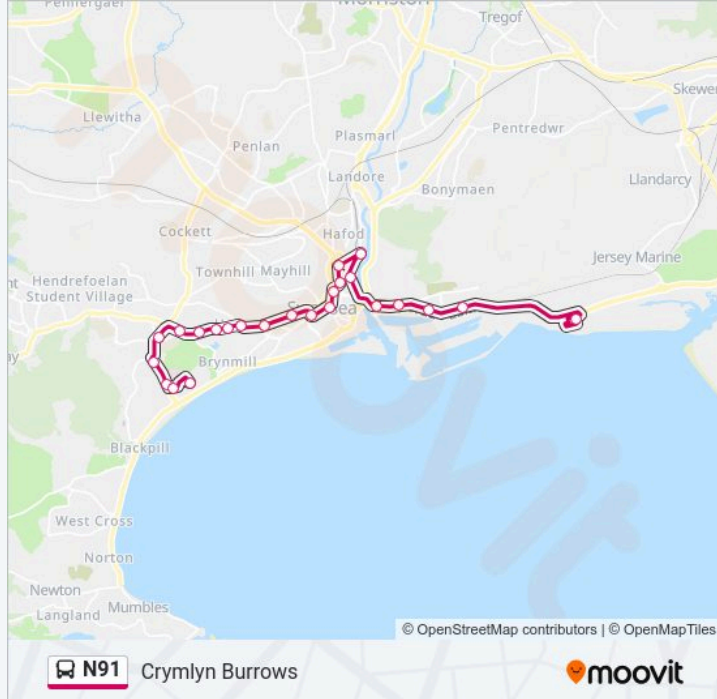 Penllergaer
Morriston
Tregof
Llewitha
Skewen
Penlan
Plasmarl
Pentredwr
Landore
Bonymaen
Llandarcy
Cockett
Hafod
Jersey Marine
Townhill Mayhill
Hendrefoelan
Student Village
Brynmill
Blackpill
West Cross
Norton
Newton
Langland
Mumbles
moovit
© OpenStreetMap contributors | © OpenMapTiles
N91 Crymlyn Burrows
moovit